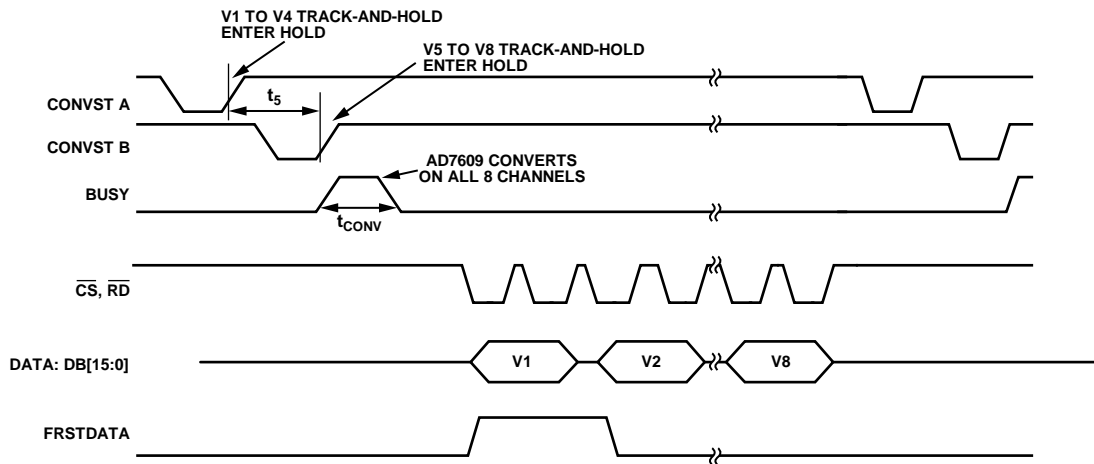 V1 TO V4 TRACK-AND-HOLD
ENTER HOLD
V5 TO V8 TRACK-AND-HOLD
ENTER HOLD
CONVST A
t5
CONVST B
AD7609 CONVERTS
ON ALL 8 CHANNELS
BUSY
tCONV
CS, RD
DATA: DB[15:0]
V1
V2
V8
FRSTDATA